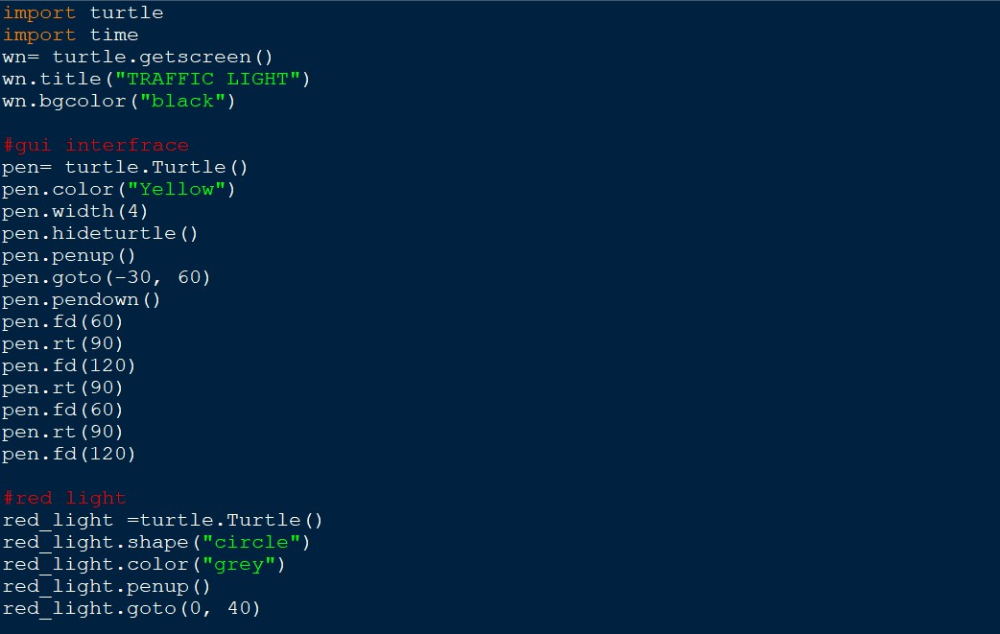 import turtle
import time
wn= turtle.getscreen()
wn.title("TRAFFIC LIGHT")
wn.bgcolor("black")

#gui interfrace
pen= turtle.Turtle()
pen.color("Yellow")
pen.width(4)
pen.hideturtle()
pen.penup()
pen.goto(-30, 60)
pen.pendown()
pen.fd(60)
pen.rt(90)
pen.fd(120)
pen.rt(90)
pen.fd(60)
pen.rt(90)
pen.fd(120)

#red light
red_light =turtle.Turtle()
red_light.shape("circle")
red_light.color("grey")
red_light.penup()
red_light.goto(0, 40)